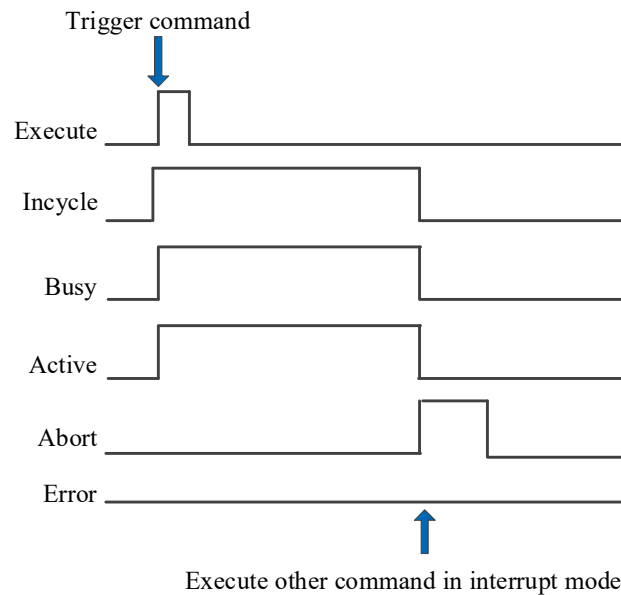 Trigger command
Execute
Incycle
Busy
Active
Abort
Error
Execute other command in interrupt mode